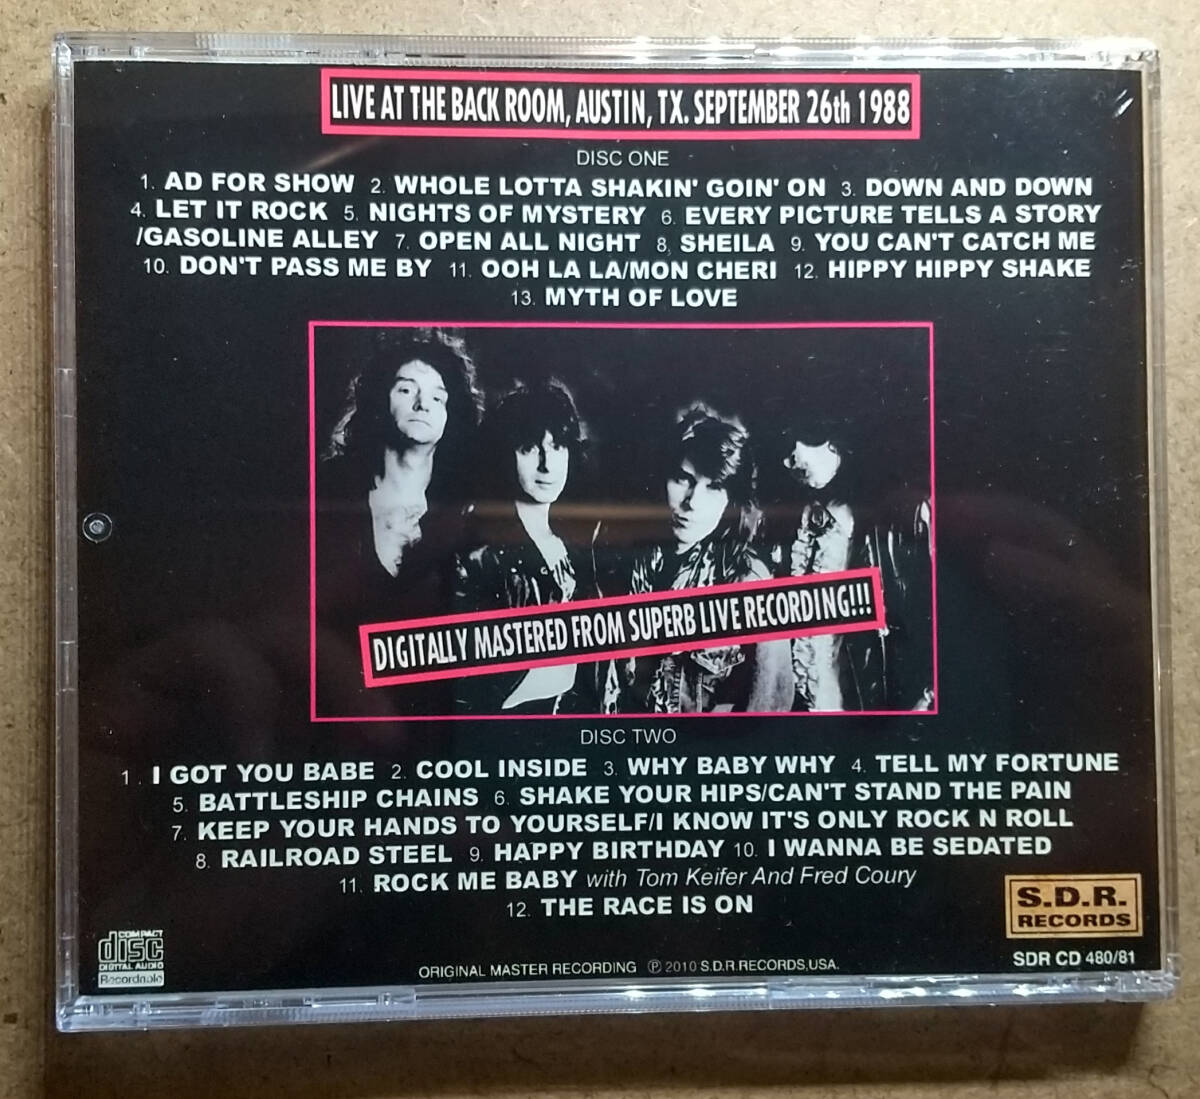 LIVE AT THE BACK ROOM, AUSTIN, TX. SEPTEMBER 26th 1988
DISC ONE
1. AD FOR SHOW 2. WHOLE LOTTA SHAKIN' GOIN' ON 3. DOWN AND DOWN
4. LET IT ROCK 5. NIGHTS OF MYSTERY 6. EVERY PICTURE TELLS A STORY
/GASOLINE ALLEY 7. OPEN ALL NIGHT 8. SHEILA 9. YOU CAN'T CATCH ME
10. DON'T PASS ME BY 11. OOH LA LA/MON CHERI 12. HIPPY HIPPY SHAKE
13. MYTH OF LOVE
DIGITALLY MASTERED FROM SUPERB LIVE RECORDING!!!
DISC TWO
1. I GOT YOU BABE 2. COOL INSIDE 3. WHY BABY WHY 4. TELL MY FORTUNE
5. BATTLESHIP CHAINS 6. SHAKE YOUR HIPS/CAN'T STAND THE PAIN
7. KEEP YOUR HANDS TO YOURSELF/I KNOW IT'S ONLY ROCK N ROLL
8. RAILROAD STEEL 9. HAPPY BIRTHDAY 10. I WANNA BE SEDATED
11. ROCK ME BABY with Tom Keifer And Fred Coury
12. THE RACE IS ON
S.D.R.
RECORDS
SDR CD 480/81
COMPACT
disc
DIGITAL AUDIO
Recordable
ORIGINAL MASTER RECORDING Ⓟ 2010 S.D.R.RECORDS,USA.